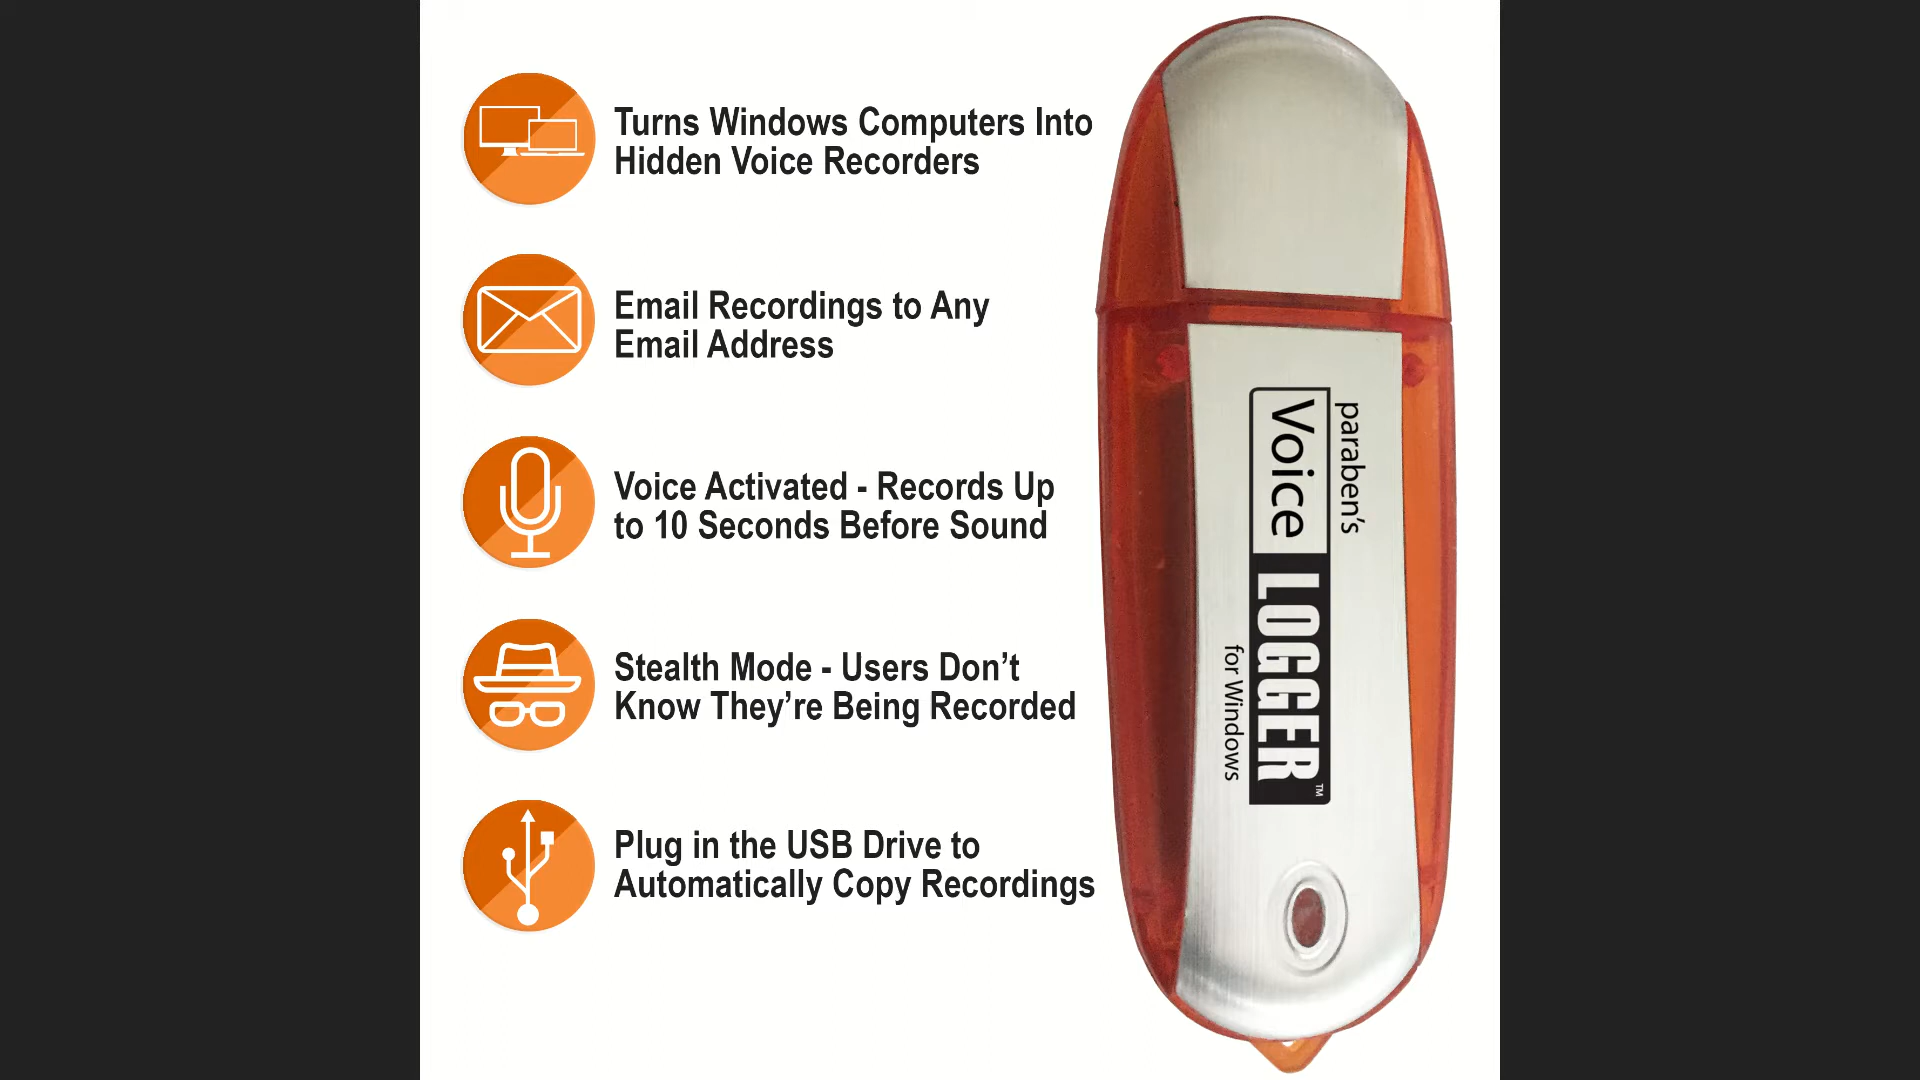 Turns Windows Computers Into
Hidden Voice Recorders
Email Recordings to Any
Email Address
Voice Activated - Records Up
to 10 Seconds Before Sound
Stealth Mode - Users Don’t
Know They’re Being Recorded
Plug in the USB Drive to
Automatically Copy Recordings
paraben’s
Voice LOGGER™
for Windows